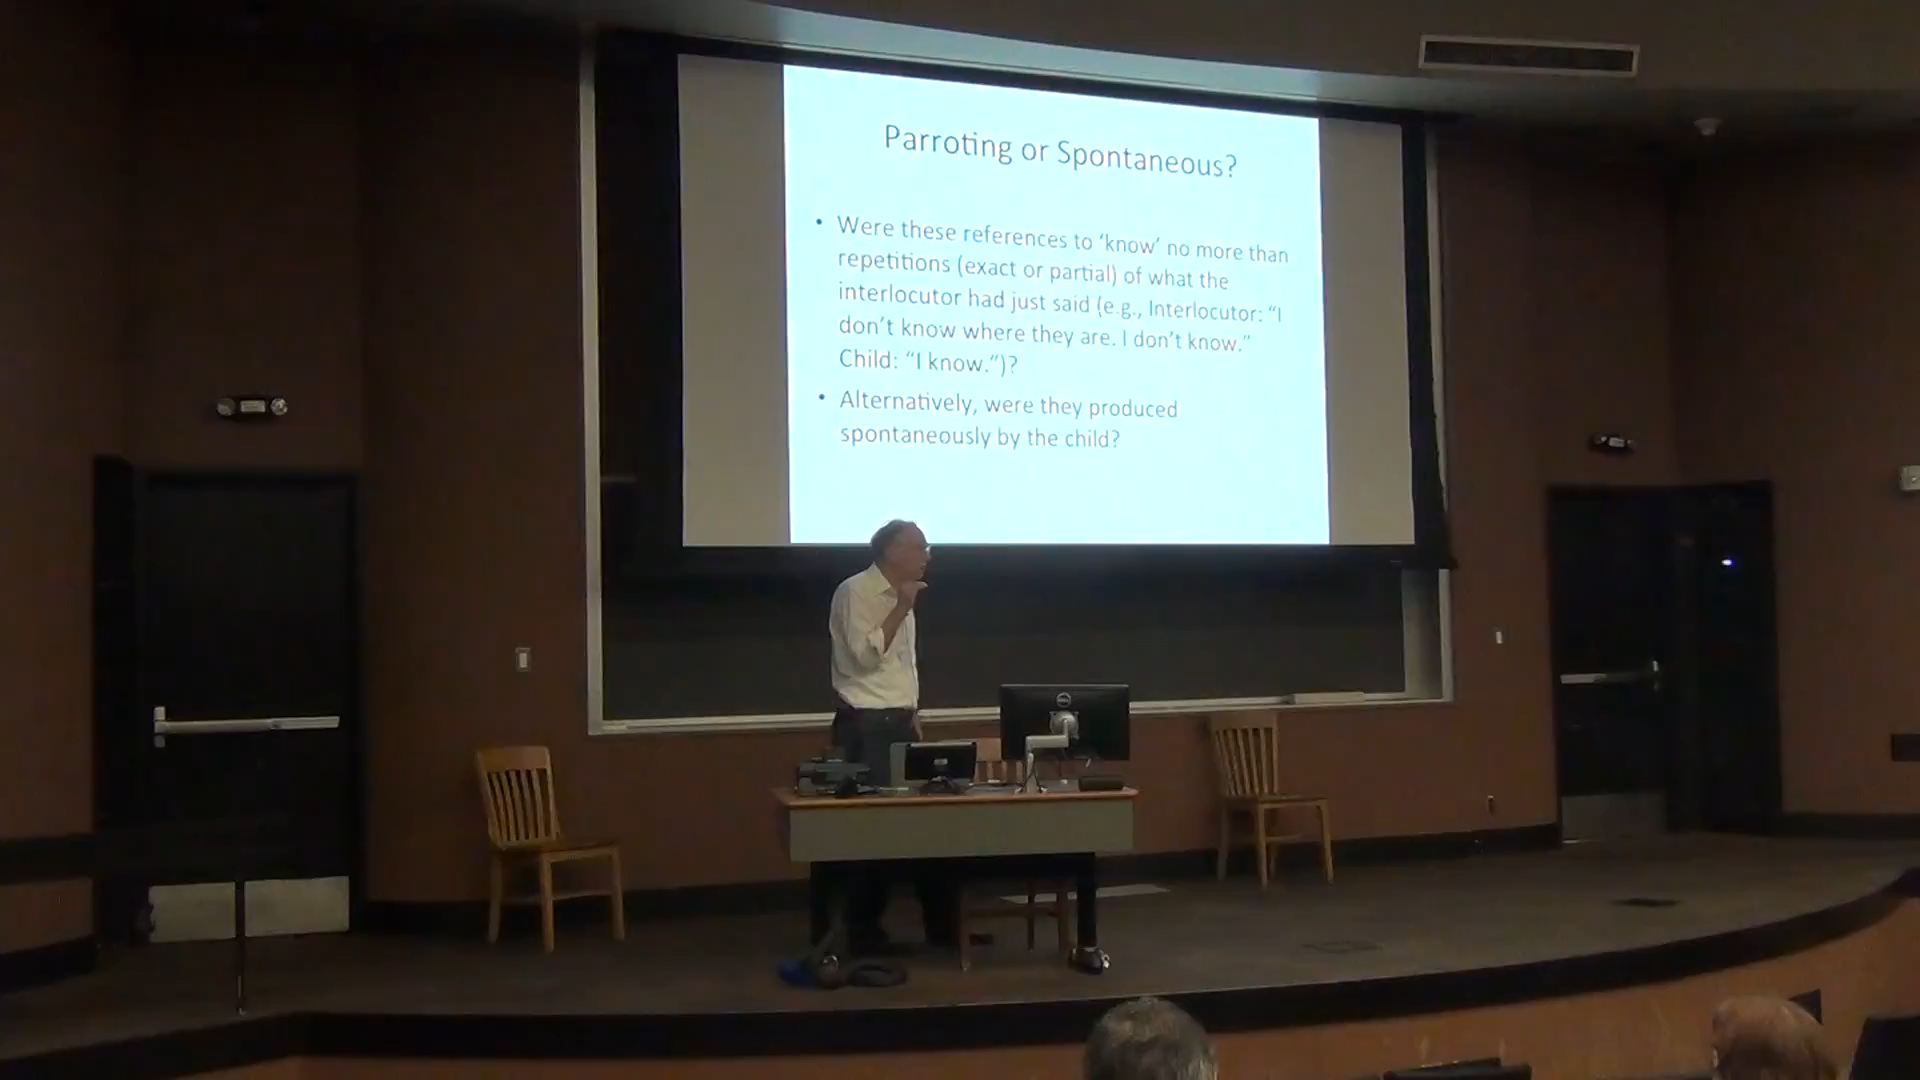 Parroting or Spontaneous?
• Were these references to ‘know’ no more than
repetitions (exact or partial) of what the
interlocutor had just said (e.g., Interlocutor: “I
don’t know where they are. I don’t know.”
Child: “I know.”)?
• Alternatively, were they produced
spontaneously by the child?